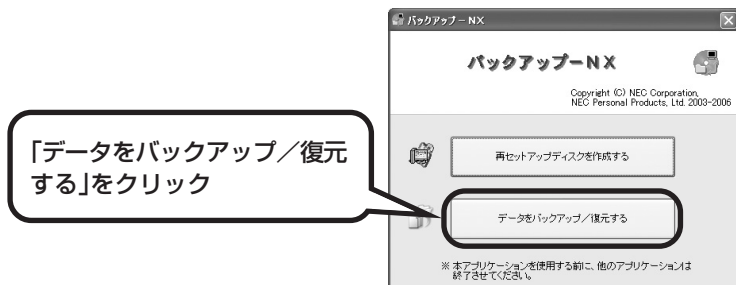 バックアップ－NX
バックアップ－NX
Copyright (C) NEC Corporation,
NEC Personal Products, Ltd. 2003-2006
「データをバックアップ／復元
する」をクリック
再セットアップディスクを作成する
データをバックアップ／復元する
※ 本アプリケーションを使用する前に、他のアプリケーションは
終了させてください。